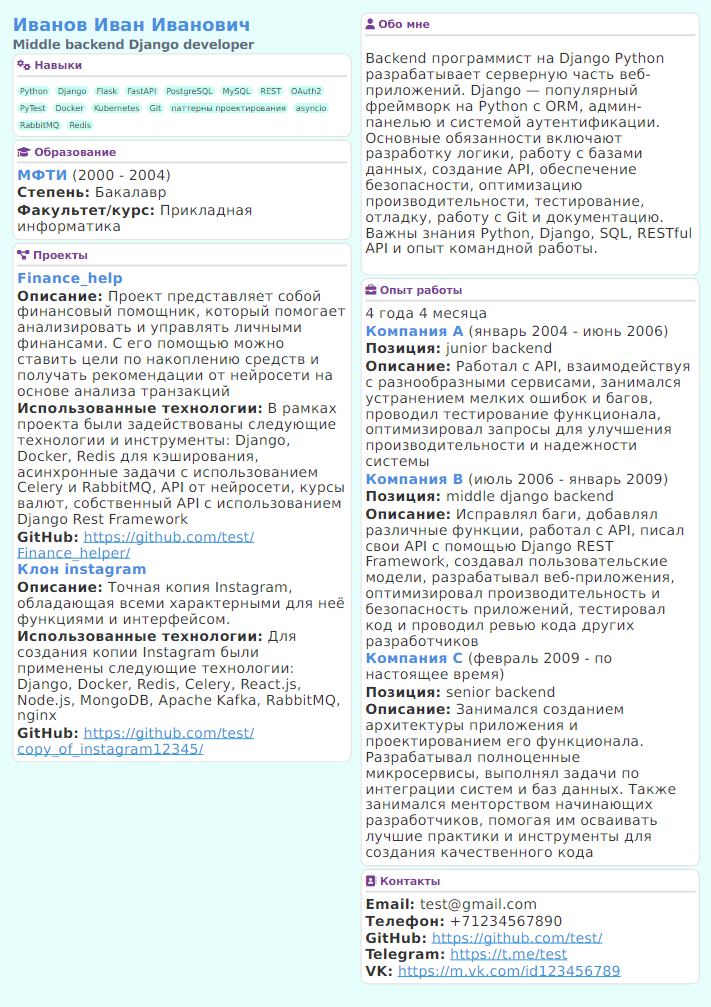 Иванов Иван Иванович
Middle backend Django developer
Навыки
Python Django Flask FastAPI PostgreSQL MySQL REST OAuth2
PyTest Docker Kubernetes Git паттерны проектирования asyncio
RabbitMQ Redis
Образование
МФТИ (2000 - 2004)
Степень: Бакалавр
Факультет/курс: Прикладная
информатика
Проекты
Finance_help
Описание: Проект представляет собой
финансовый помощник, который помогает
анализировать и управлять личными
финансами. С его помощью можно
ставить цели по накоплению средств и
получать рекомендации от нейросети на
основе анализа транзакций
Использованные технологии: В рамках
проекта были задействованы следующие
технологии и инструменты: Django,
Docker, Redis для кэширования,
асинхронные задачи с использованием
Celery и RabbitMQ, API от нейросети, курсы
валют, собственный API с использованием
Django Rest Framework
GitHub: https://github.com/test/
Finance_helper/
Клон instagram
Описание: Точная копия Instagram,
обладающая всеми характерными для неё
функциями и интерфейсом.
Использованные технологии: Для
создания копии Instagram были
применены следующие технологии:
Django, Docker, Redis, Celery, React.js,
Node.js, MongoDB, Apache Kafka, RabbitMQ,
nginx
GitHub: https://github.com/test/
copy_of_instagram12345/
Обо мне
Backend программист на Django Python
разрабатывает серверную часть веб-
приложений. Django — популярный
фреймворк на Python с ORM, админ-
панелью и системой аутентификации.
Основные обязанности включают
разработку логики, работу с базами
данных, создание API, обеспечение
безопасности, оптимизацию
производительности, тестирование,
отладку, работу с Git и документацию.
Важны знания Python, Django, SQL, RESTful
API и опыт командной работы.
Опыт работы
4 года 4 месяца
Компания A (январь 2004 - июнь 2006)
Позиция: junior backend
Описание: Работал с API, взаимодействуя
с разнообразными сервисами, занимался
устранением мелких ошибок и багов,
проводил тестирование функционала,
оптимизировал запросы для улучшения
производительности и надежности
системы
Компания B (июль 2006 - январь 2009)
Позиция: middle django backend
Описание: Исправлял баги, добавлял
различные функции, работал с API, писал
свои API с помощью Django REST
Framework, создавал пользовательские
модели, разрабатывал веб-приложения,
оптимизировал производительность и
безопасность приложений, тестировал
код и проводил ревью кода других
разработчиков
Компания C (февраль 2009 - по
настоящее время)
Позиция: senior backend
Описание: Занимался созданием
архитектуры приложения и
проектированием его функционала.
Разрабатывал полноценные
микросервисы, выполнял задачи по
интеграции систем и баз данных. Также
занимался менторством начинающих
разработчиков, помогая им осваивать
лучшие практики и инструменты для
создания качественного кода
Контакты
Email: test@gmail.com
Телефон: +71234567890
GitHub: https://github.com/test/
Telegram: https://t.me/test
VK: https://m.vk.com/id123456789